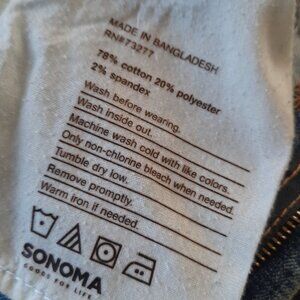 MADE IN BANGLADESH
RN#73277
78% cotton 20% polyester
2% spandex
Wash before wearing.
Wash inside out.
Machine wash cold with like colors.
Only non-chlorine bleach when needed.
Tumble dry low.
Remove promptly.
Warm iron if needed.
SONOMA
GOODS FOR LIFE